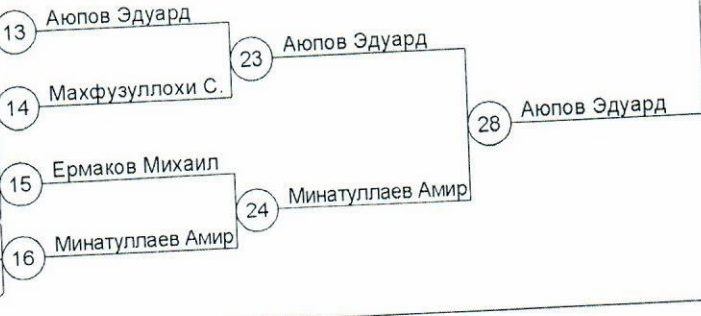 13 Аюпов Эдуард
23 Аюпов Эдуард
14 Махфузуллохи С.
28 Аюпов Эдуард
15 Ермаков Михаил
24 Минатуллаев Амир
16 Минатуллаев Амир